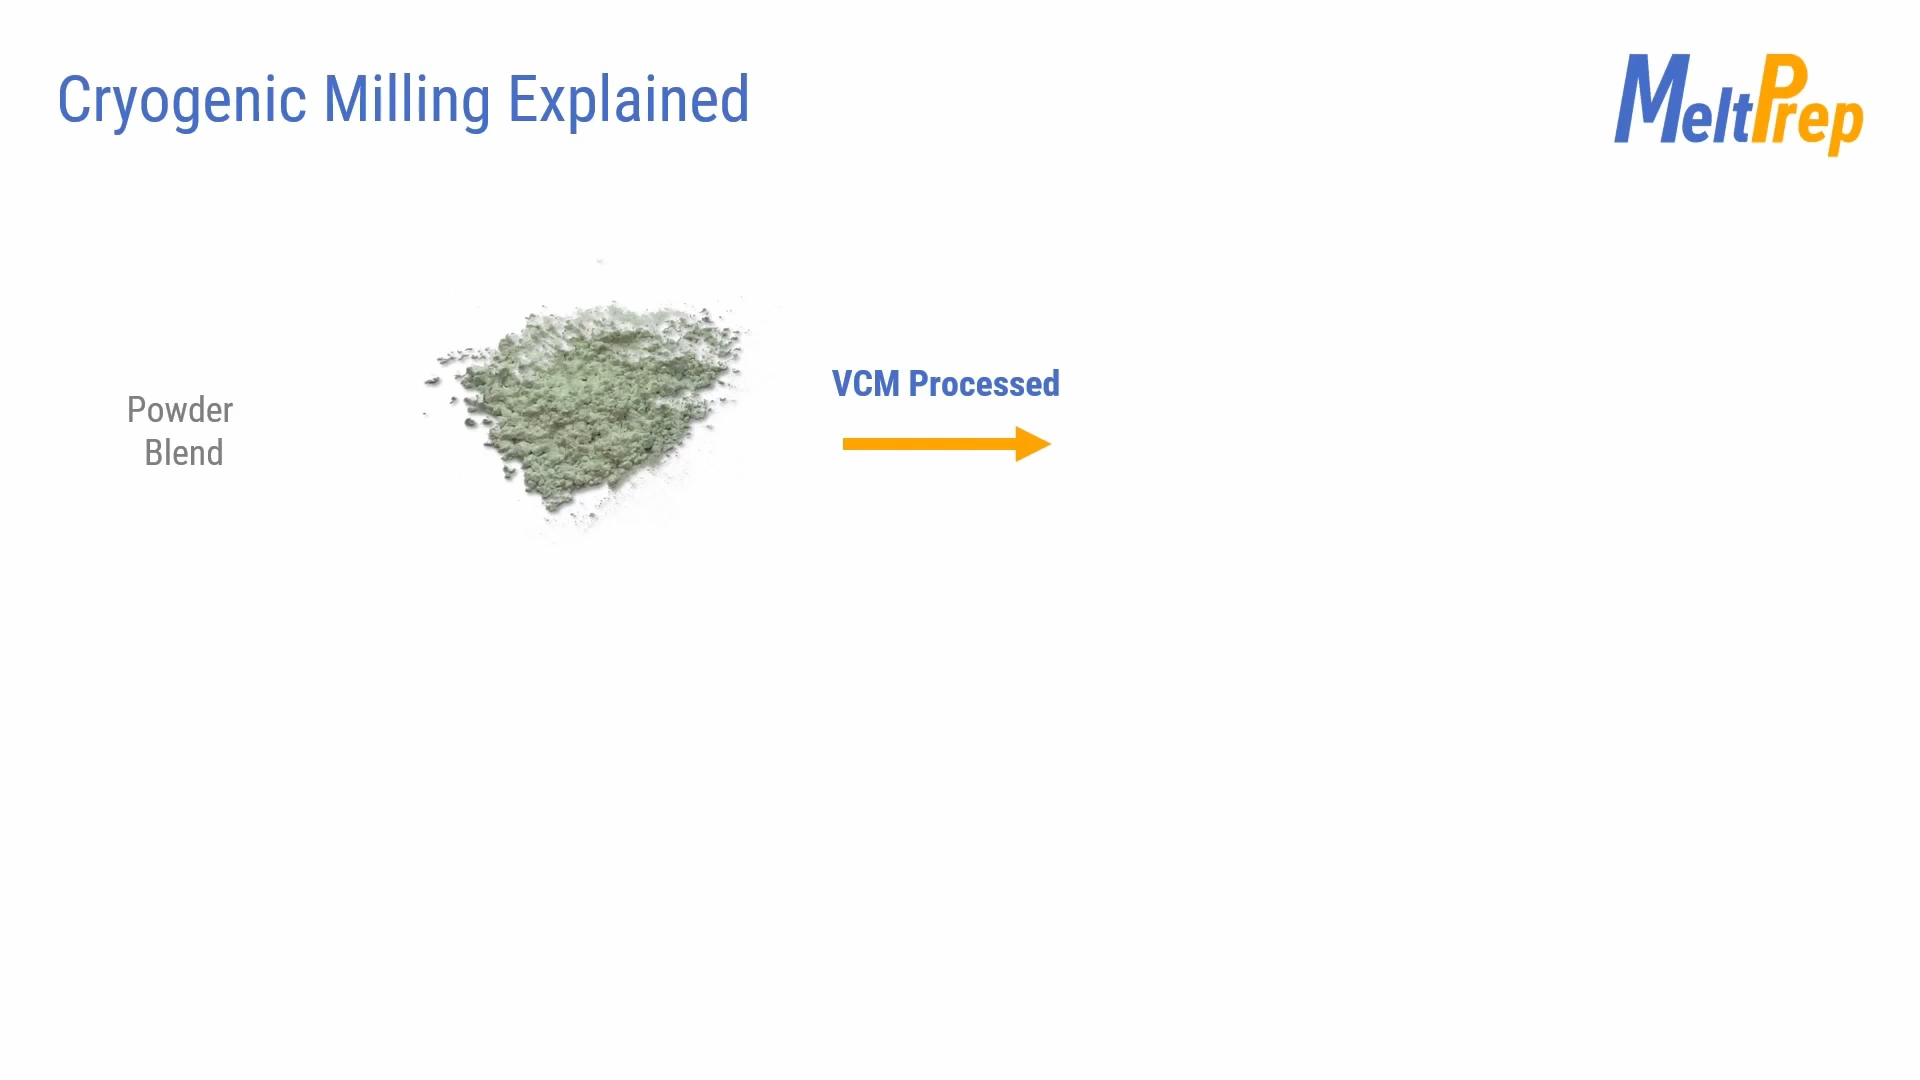 Cryogenic Milling Explained
MeltPrep
VCM Processed
Powder
Blend